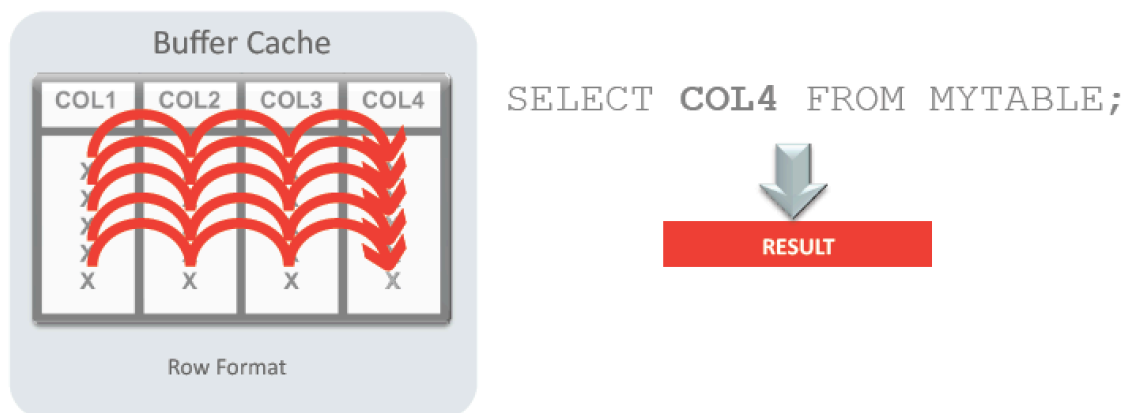 Buffer Cache
COL1 COL2 COL3 COL4
SELECT COL4 FROM MYTABLE;
X
X
X
X
X X X X
RESULT
Row Format